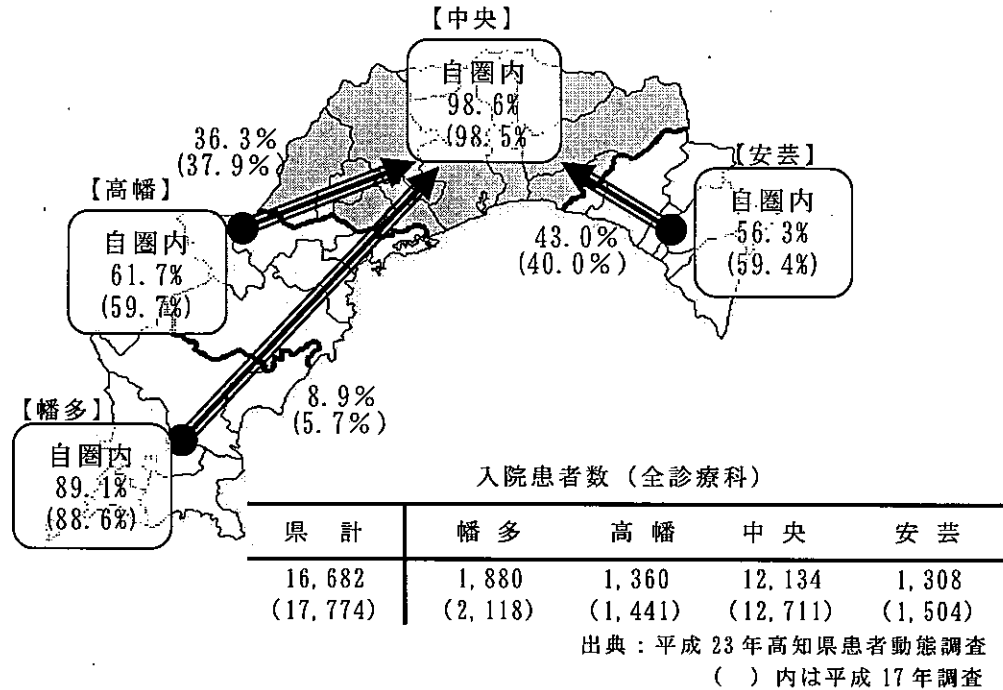 【中央】
自圏内
98.6%
(98.5%
36.3%
(37.9%)
【高幡】
自圏内
61.7%
(59.7%)
【安芸】
自圏内
56.3%
(59.4%)
43.0%
(40.0%)
8.9%
(5.7%)
【幡多】
自圏内
89.1%
(88.6%)
入院患者数（全診療科）
県 計 幡 多 高 幡 中 央 安 芸
16,682 1,880 1,360 12,134 1,308
(17,774) (2,118) (1,441) (12,711) (1,504)
出典：平成 23 年高知県患者動態調査
（ ）内は平成 17 年調査